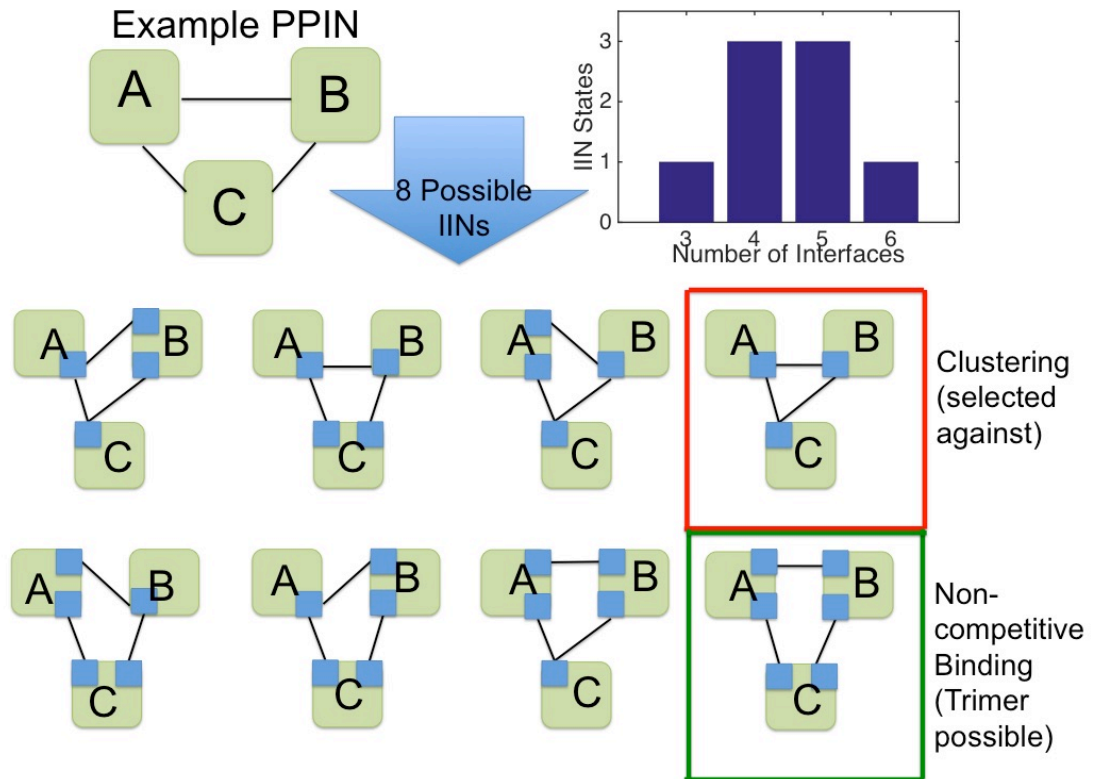 Example PPIN
A
B
C
8 Possible
IINs
IIN States
3
2
1
0
3
4
5
6
Number of Interfaces
A
B
C
A
B
C
A
B
C
A
B
C
Clustering
(selected
against)
A
B
C
A
B
C
A
B
C
A
B
C
Non-
competitive
Binding
(Trimer
possible)